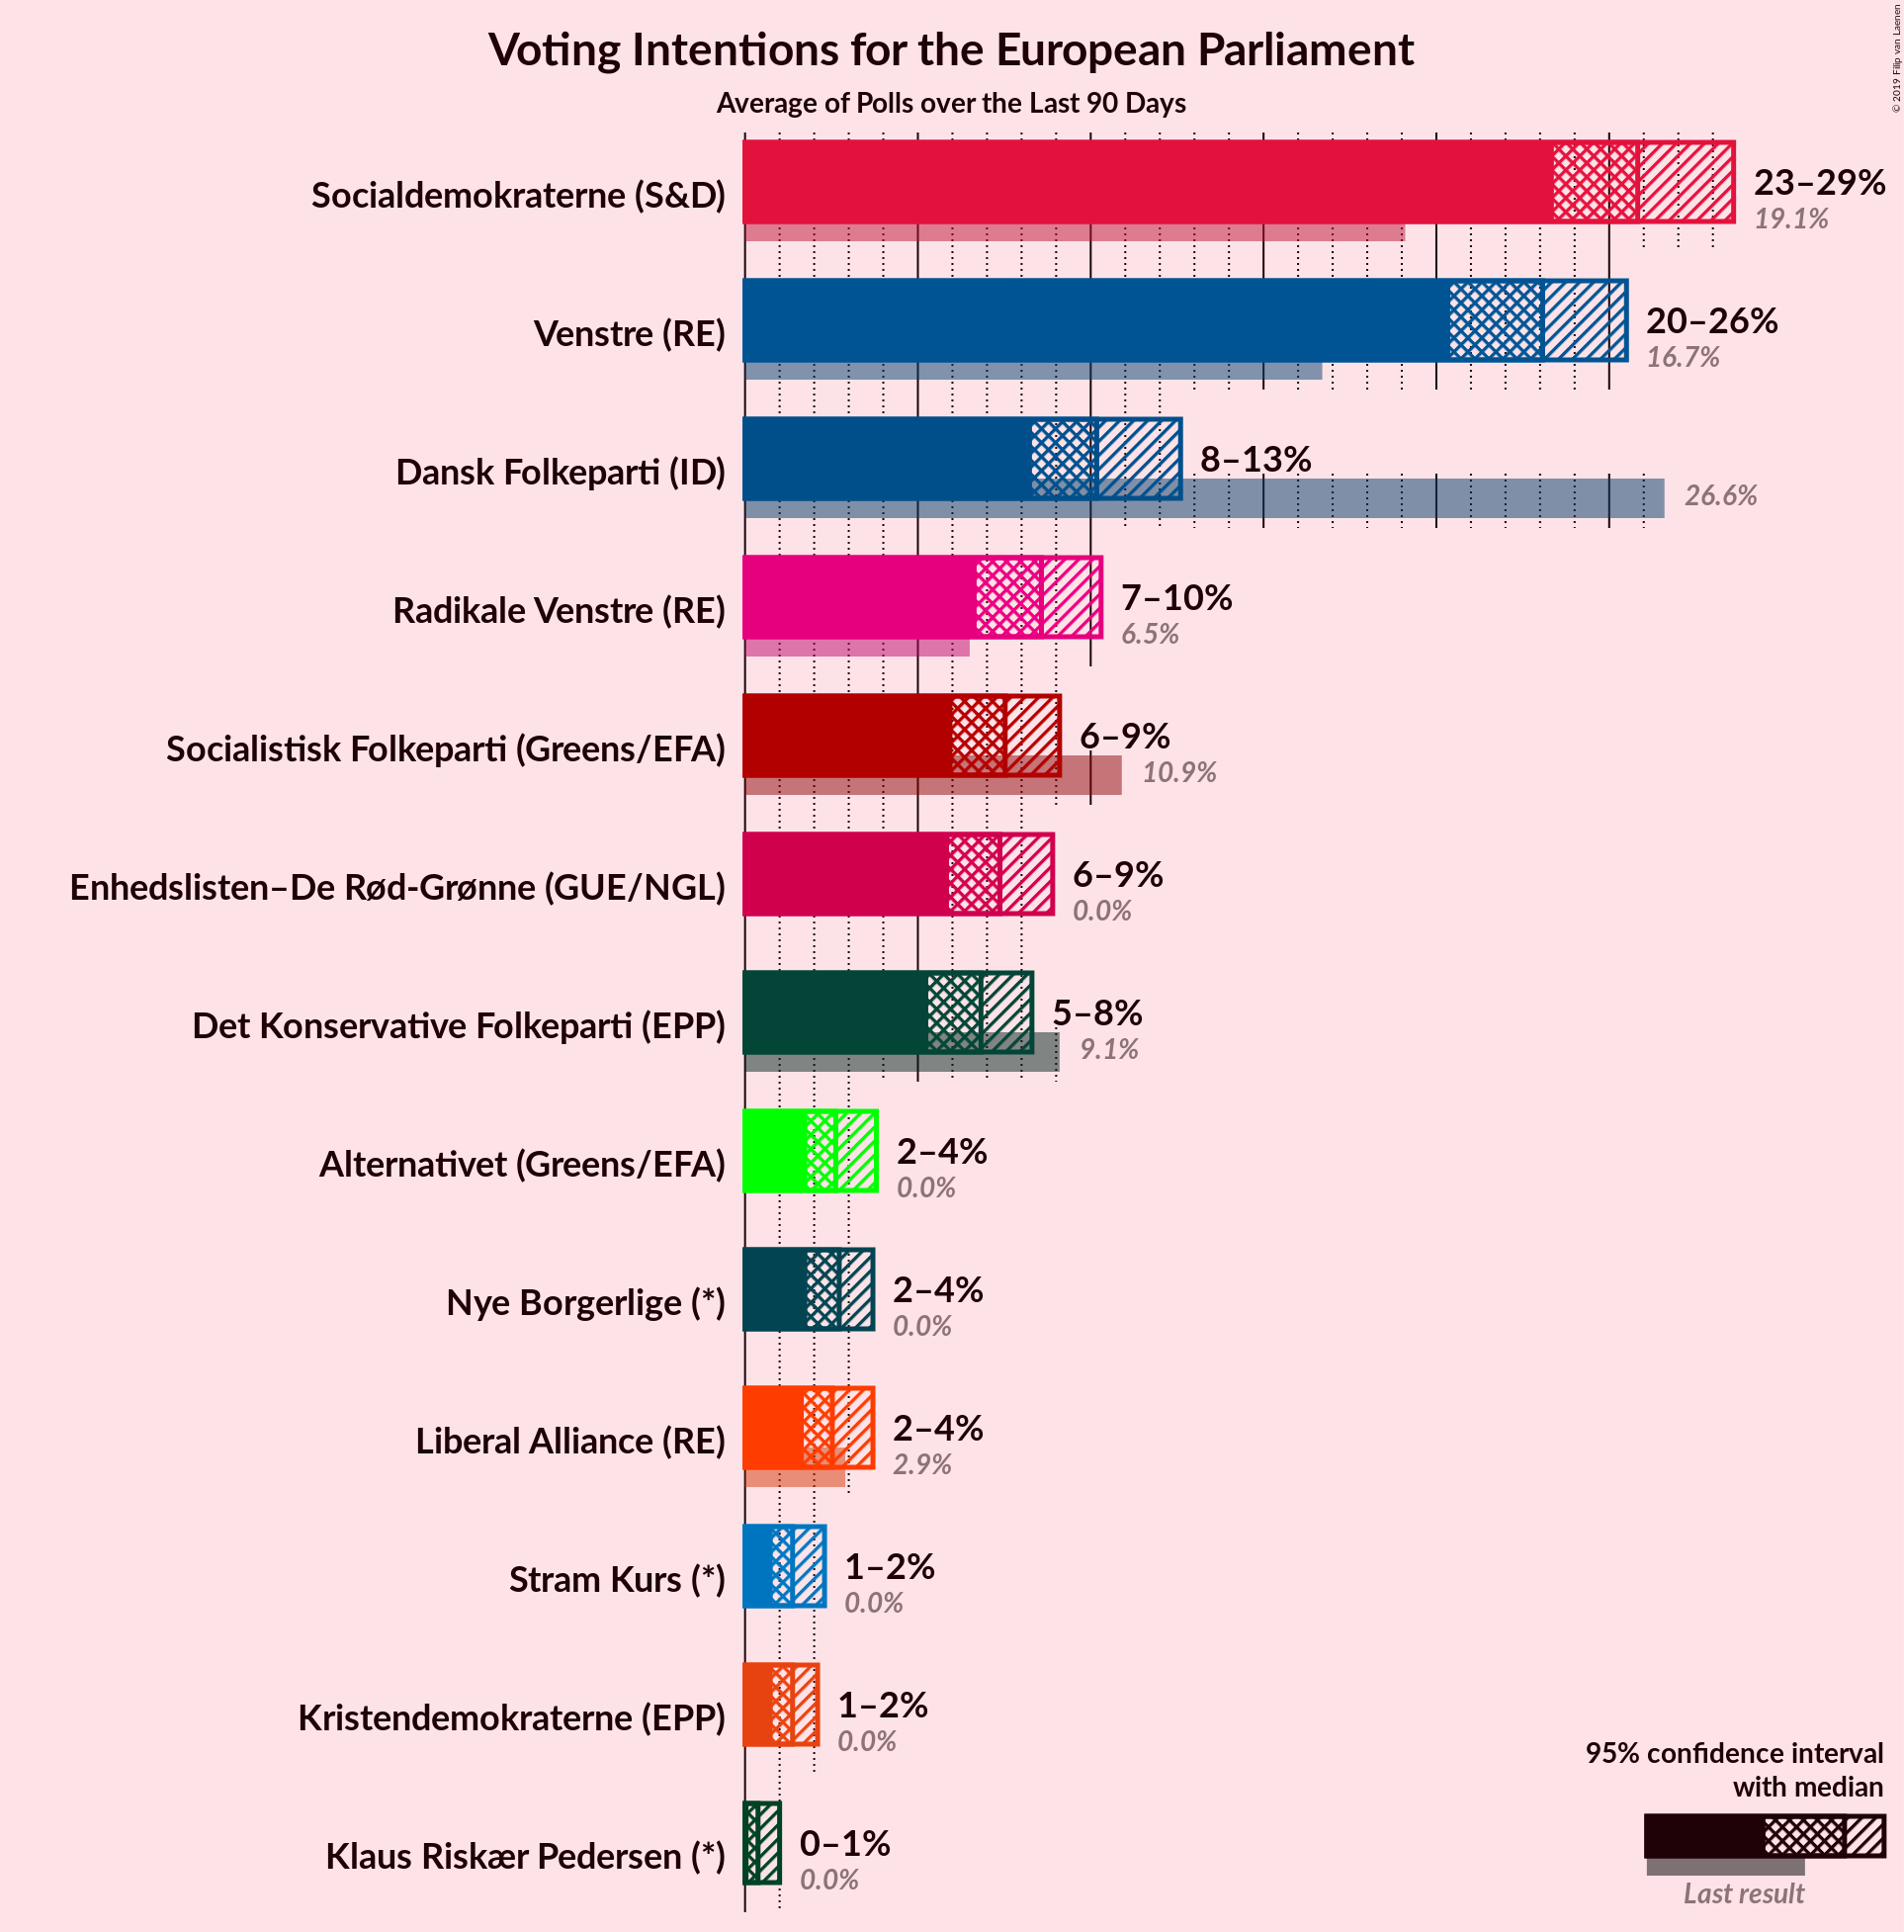 Voting Intentions for the European Parliament
Average of Polls over the Last 90 Days
© 2019 Filip van Laenen
Socialdemokraterne (S&D)
23–29%
19.1%
Venstre (RE)
20–26%
16.7%
Dansk Folkeparti (ID)
8–13%
26.6%
Radikale Venstre (RE)
7–10%
6.5%
Socialistisk Folkeparti (Greens/EFA)
6–9%
10.9%
Enhedslisten–De Rød-Grønne (GUE/NGL)
6–9%
0.0%
Det Konservative Folkeparti (EPP)
5–8%
9.1%
Alternativet (Greens/EFA)
2–4%
0.0%
Nye Borgerlige (*)
2–4%
0.0%
Liberal Alliance (RE)
2–4%
2.9%
Stram Kurs (*)
1–2%
0.0%
Kristendemokraterne (EPP)
1–2%
0.0%
Klaus Riskær Pedersen (*)
0–1%
0.0%
95% confidence interval
with median
Last result